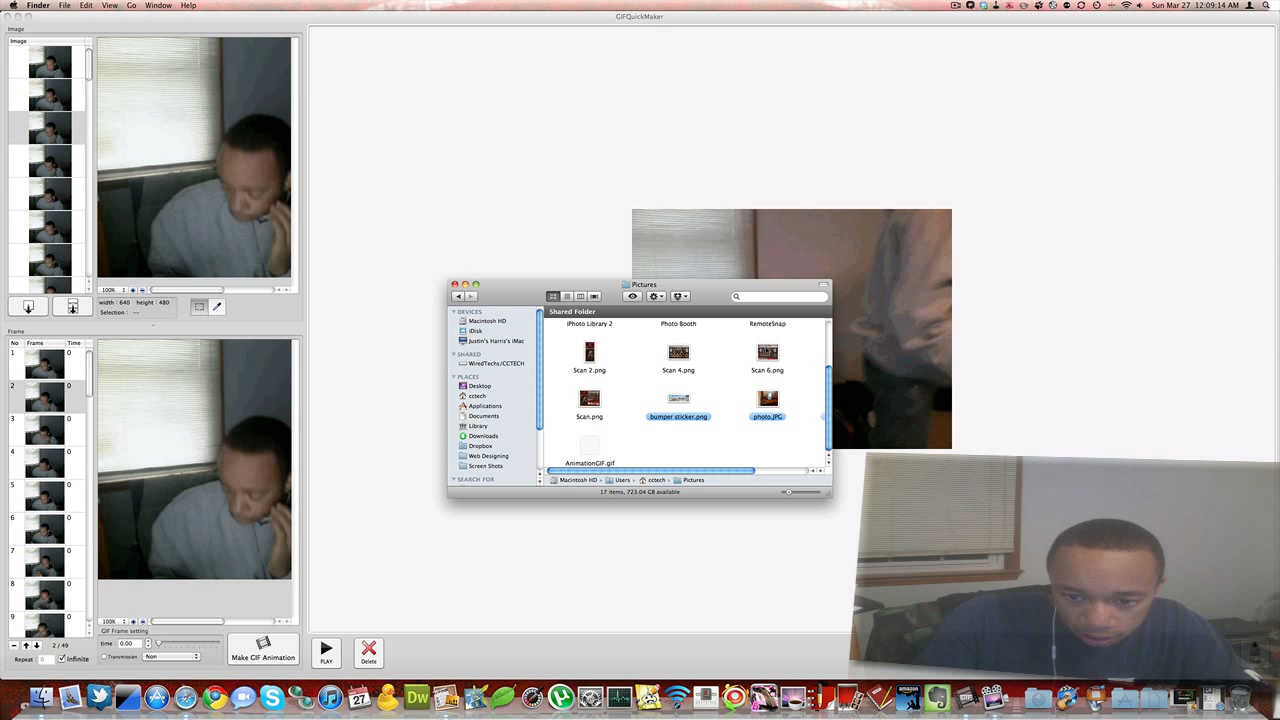 Finder File Edit View Go Window Help
Sun Mar 27 12:09:14 AM
GIFQuickMaker
Image
Image
100%
width : 640 height : 480
Selection : ---
Frame
No Frame Time
1 0
2 0
3 0
4 0
5 0
6 0
7 0
8 0
9 0
100%
GIF Frame setting
2 / 49
time : 0.00
Transmission Non
Repeat : 0 Infinite
Make GIF Animation
PLAY
Delete
Pictures
DEVICES
Macintosh HD
iDisk
Justin's Harris's iMac
SHARED
WiredTechs/CCTECH
PLACES
Desktop
cctech
Applications
Documents
Library
Downloads
Dropbox
Web Designing
Screen Shots
SEARCH FOR
Shared Folder
iPhoto Library 2 Photo Booth RemoteSnap
Scan 2.png Scan 4.png Scan 6.png
Scan.png bumper sticker.png photo.JPG
AnimationGIF.gif
Macintosh HD Users cctech Pictures
17 items, 723.04 GB available
27
Dw
amazon